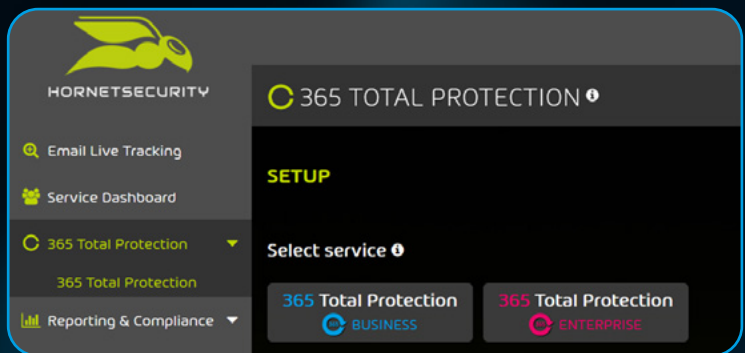 HORNETSECURITY
Email Live Tracking
Service Dashboard
365 Total Protection
365 Total Protection
Reporting & Compliance
365 TOTAL PROTECTION
SETUP
Select service
365 Total Protection
BUSINESS
365 Total Protection
ENTERPRISE